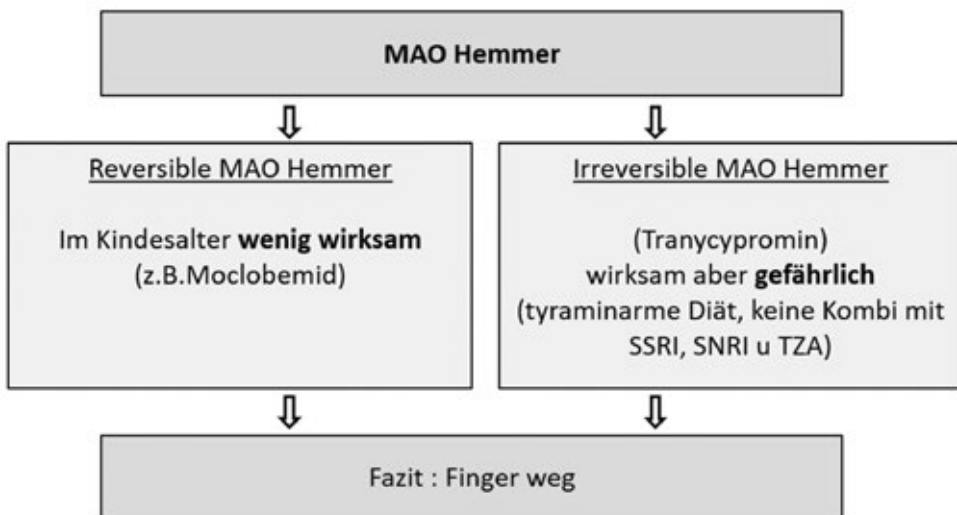 MAO Hemmer
Reversible MAO Hemmer
Im Kindesalter wenig wirksam
(z.B.Moclobemid)
Irreversible MAO Hemmer
(Tranycypromin)
wirksam aber gefährlich
(tyraminarme Diät, keine Kombi mit
SSRI, SNRI u TZA)
Fazit : Finger weg